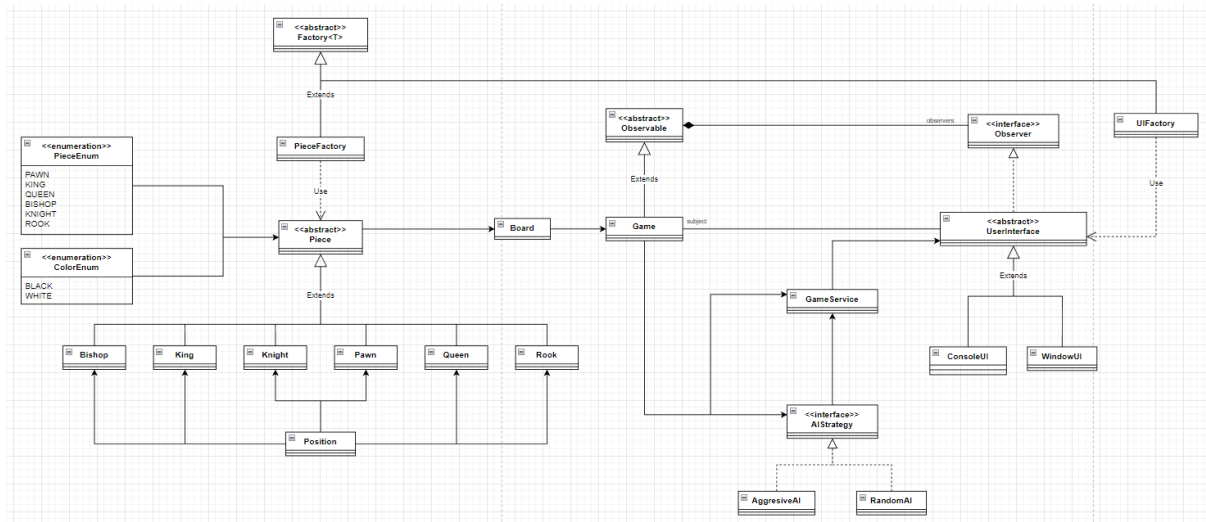 <<abstract>>
Factory<T>
Extends
<<abstract>>
Observable
observers
<<interface>>
Observer
UIFactory
<<enumeration>>
PieceEnum
PAWN
KING
QUEEN
BISHOP
KNIGHT
ROOK
PieceFactory
Use
Extends
Use
<<abstract>>
Piece
Board
Game
subject
<<abstract>>
UserInterface
<<enumeration>>
ColorEnum
BLACK
WHITE
Extends
GameService
Extends
Bishop
King
Knight
Pawn
Queen
Rook
ConsoleUI
WindowUI
Position
<<interface>>
AIStrategy
AggresiveAI
RandomAI